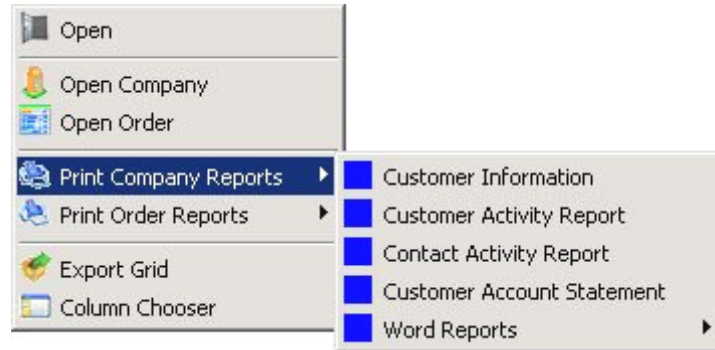 Open
Open Company
Open Order
Print Company Reports
Print Order Reports
Export Grid
Column Chooser
Customer Information
Customer Activity Report
Contact Activity Report
Customer Account Statement
Word Reports